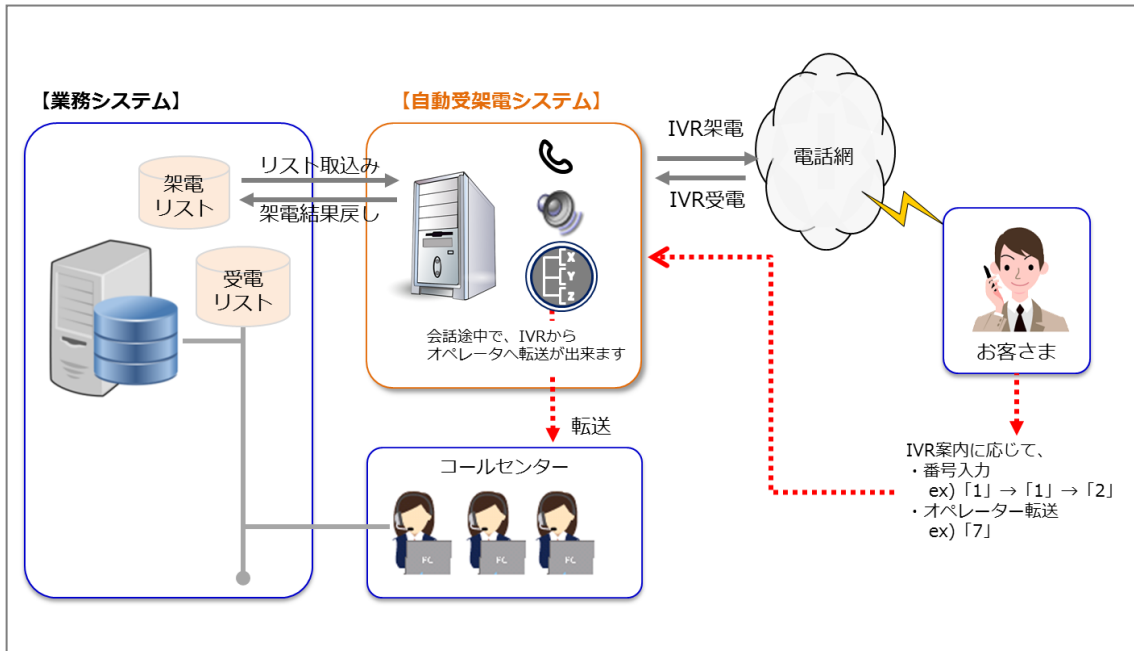 【業務システム】
【自動受架電システム】
IVR架電
IVR受電
電話網
リスト取込み
架電結果戻し
架電
リスト
受電
リスト
X
Y
Z
会話途中で、IVRから
オペレータへ転送が出来ます
お客さま
転送
コールセンター
PC
PC
PC
IVR案内に応じて、
・番号入力
ex)「1」→「1」→「2」
・オペレーター転送
ex)「7」